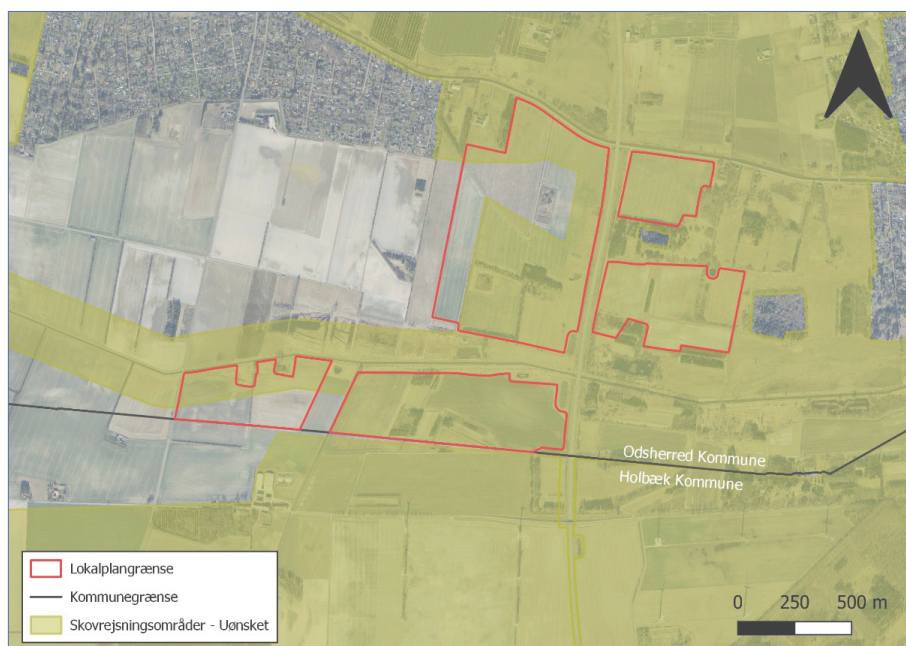 Odsherred Kommune
Holbæk Kommune
Lokalplangrænse
Kommunegrænse
Skovrejsningsområder - Uønsket
0 250 500 m